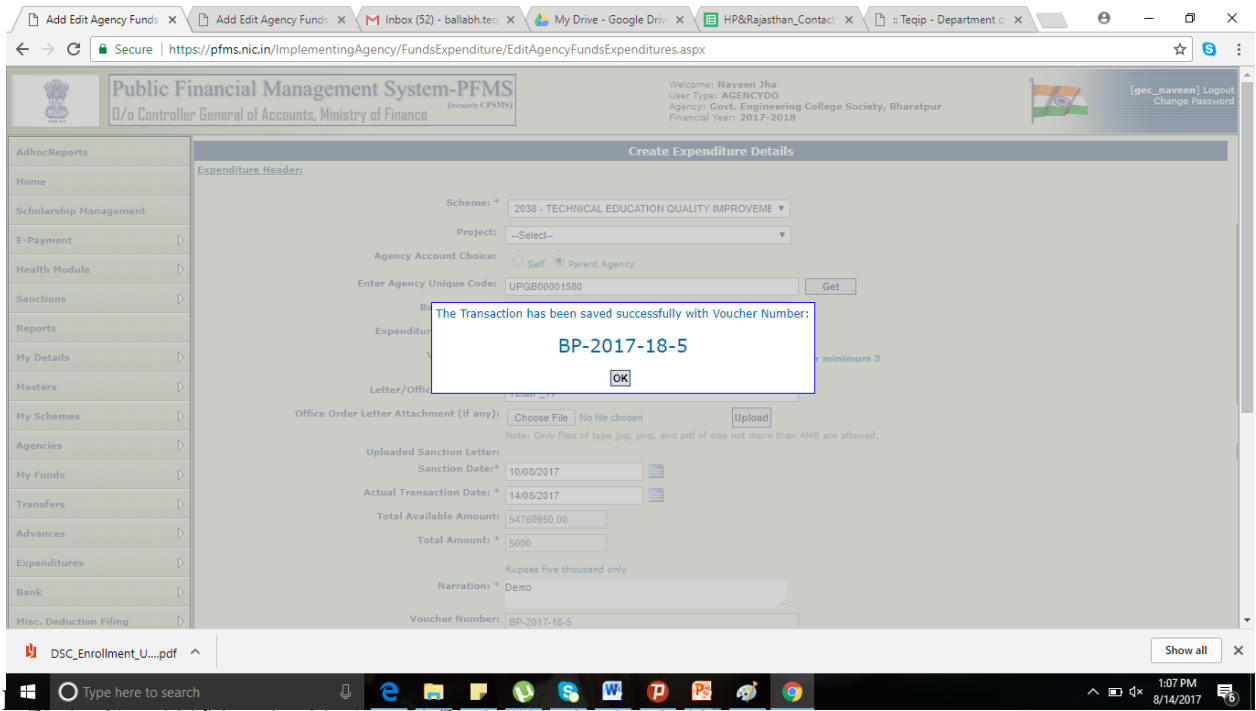 Add Edit Agency Funds
Add Edit Agency Funds
Inbox (52) - ballabh.teq
My Drive - Google Driv
HP&Rajasthan_Contact
:: Teqip - Department o
Secure https://pfms.nic.in/ImplementingAgency/FundsExpenditure/EditAgencyFundsExpenditures.aspx
Public Financial Management System-PFMS
(formerly CPSMS)
O/o Controller General of Accounts, Ministry of Finance
Welcome: Naveen Jha
User Type: AGENCYDO
Agency: Govt. Engineering College Society, Bharatpur
Financial Year: 2017-2018
[gec_naveen] Logout
Change Password
AdhocReports
Home
Scholarship Management
E-Payment
Health Module
Sanctions
Reports
My Details
Masters
My Schemes
Agencies
My Funds
Transfers
Advances
Expenditures
Bank
Misc. Deduction Filing
Create Expenditure Details
Expenditure Header:
Scheme: * 2038 - TECHNICAL EDUCATION QUALITY IMPROVEME
Project: --Select--
Agency Account Choice: Self Parent Agency
Enter Agency Unique Code: UPGB00001580 Get
The Transaction has been saved successfully with Voucher Number:
BP-2017-18-5
OK
Expenditur
r minimum 3
Letter/Offic
Office Order Letter Attachment (if any): Choose File No file chosen Upload
Note: Only files of type jpg, png, and pdf of size not more than 4MB are allowed.
Uploaded Sanction Letter:
Sanction Date:* 10/08/2017
Actual Transaction Date: * 14/08/2017
Total Available Amount: 54760950.00
Total Amount: * 5000
Rupees five thousand only
Narration: * Demo
Voucher Number: BP-2017-18-5
DSC_Enrollment_U....pdf
Show all
Type here to search
1:07 PM
8/14/2017